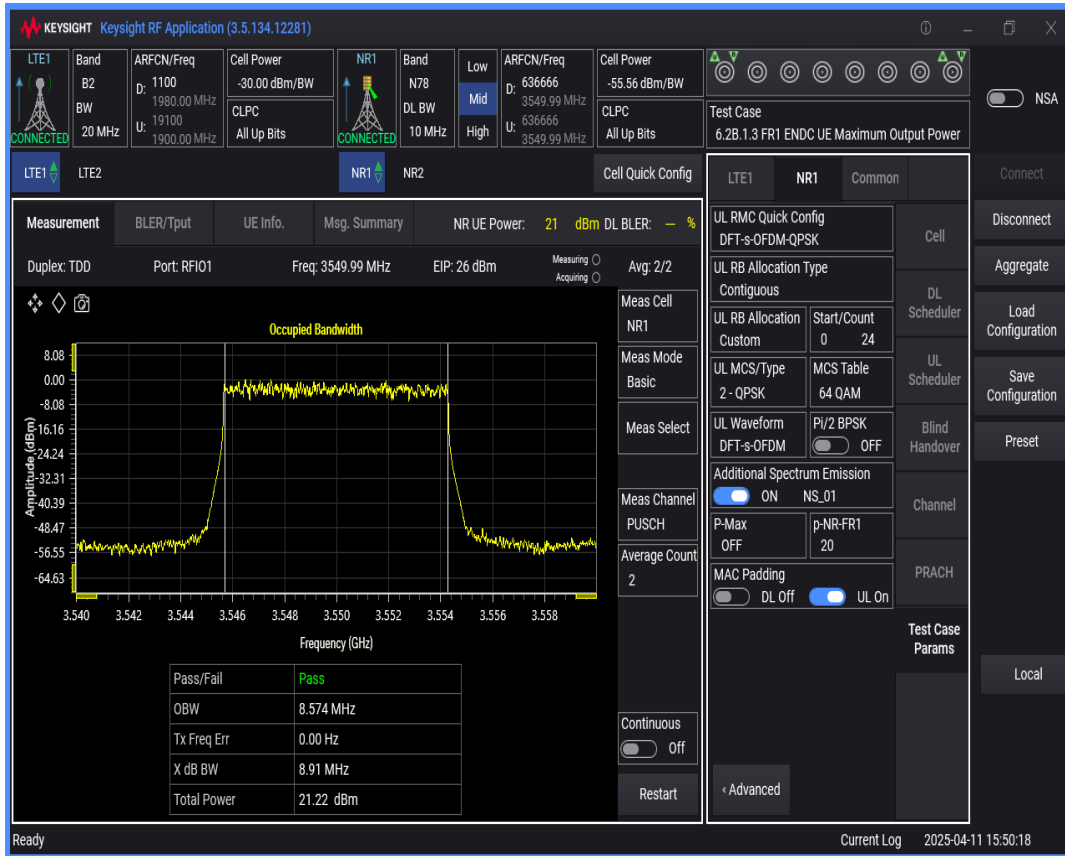 KEYSIGHT Keysight RF Application (3.5.134.12281)
LTE1
CONNECTED
Band
B2
BW
20 MHz
ARFCN/Freq
D: 1100
1980.00 MHz
U: 19100
1900.00 MHz
Cell Power
-30.00 dBm/BW
CLPC
All Up Bits
NR1
CONNECTED
Band
N78
DL BW
10 MHz
Low
Mid
High
ARFCN/Freq
D: 636666
3549.99 MHz
U: 636666
3549.99 MHz
Cell Power
-55.56 dBm/BW
CLPC
All Up Bits
Test Case
6.2B.1.3 FR1 ENDC UE Maximum Output Power
NSA
LTE1 LTE2
NR1 NR2
Cell Quick Config
Measurement BLER/Tput UE Info. Msg. Summary NR UE Power: 21 dBm DL BLER: — %
Duplex: TDD Port: RFIO1 Freq: 3549.99 MHz EIP: 26 dBm
Measuring
Acquiring
Avg: 2/2
Occupied Bandwidth
Amplitude (dBm)
8.08
0.00
-8.08
-16.16
-24.24
-32.31
-40.39
-48.47
-56.55
-64.63
3.540 3.542 3.544 3.546 3.548 3.550 3.552 3.554 3.556 3.558
Frequency (GHz)
Pass/Fail Pass
OBW 8.574 MHz
Tx Freq Err 0.00 Hz
X dB BW 8.91 MHz
Total Power 21.22 dBm
Meas Cell
NR1
Meas Mode
Basic
Meas Select
Meas Channel
PUSCH
Average Count
2
Continuous
Off
Restart
LTE1 NR1 Common
UL RMC Quick Config
DFT-s-OFDM-QPSK
UL RB Allocation Type
Contiguous
UL RB Allocation
Custom
Start/Count
0 24
UL MCS/Type
2 - QPSK
MCS Table
64 QAM
UL Waveform
DFT-s-OFDM
Pi/2 BPSK
OFF
Additional Spectrum Emission
ON NS_01
P-Max
OFF
p-NR-FR1
20
MAC Padding
DL Off UL On
‹ Advanced
Cell
DL
Scheduler
UL
Scheduler
Blind
Handover
Channel
PRACH
Test Case
Params
Connect
Disconnect
Aggregate
Load
Configuration
Save
Configuration
Preset
Local
Ready
Current Log 2025-04-11 15:50:18